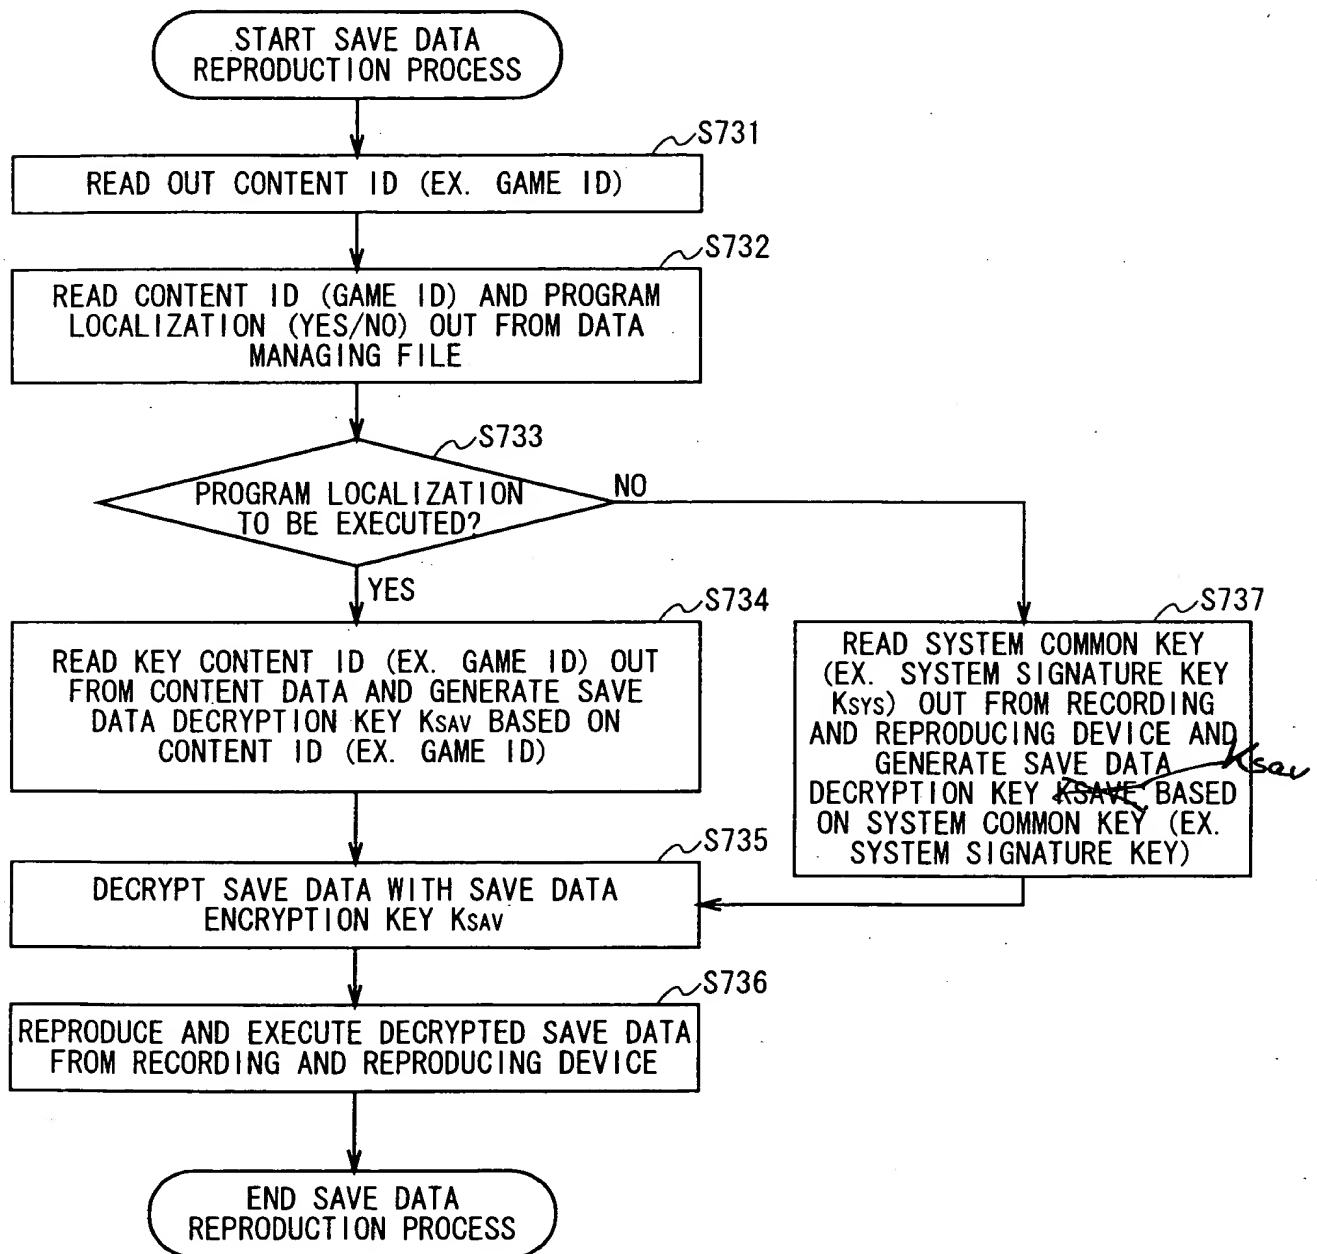 START SAVE DATA
REPRODUCTION PROCESS
S731
READ OUT CONTENT ID (EX. GAME ID)
S732
READ CONTENT ID (GAME ID) AND PROGRAM
LOCALIZATION (YES/NO) OUT FROM DATA
MANAGING FILE
S733
PROGRAM LOCALIZATION
TO BE EXECUTED?
NO
YES
S734
READ KEY CONTENT ID (EX. GAME ID) OUT
FROM CONTENT DATA AND GENERATE SAVE
DATA DECRYPTION KEY KSAV BASED ON
CONTENT ID (EX. GAME ID)
S737
READ SYSTEM COMMON KEY
(EX. SYSTEM SIGNATURE KEY
KSYS) OUT FROM RECORDING
AND REPRODUCING DEVICE AND
GENERATE SAVE DATA
Ksav
DECRYPTION KEY KSAVE BASED
ON SYSTEM COMMON KEY (EX.
SYSTEM SIGNATURE KEY)
S735
DECRYPT SAVE DATA WITH SAVE DATA
ENCRYPTION KEY KSAV
S736
REPRODUCE AND EXECUTE DECRYPTED SAVE DATA
FROM RECORDING AND REPRODUCING DEVICE
END SAVE DATA
REPRODUCTION PROCESS